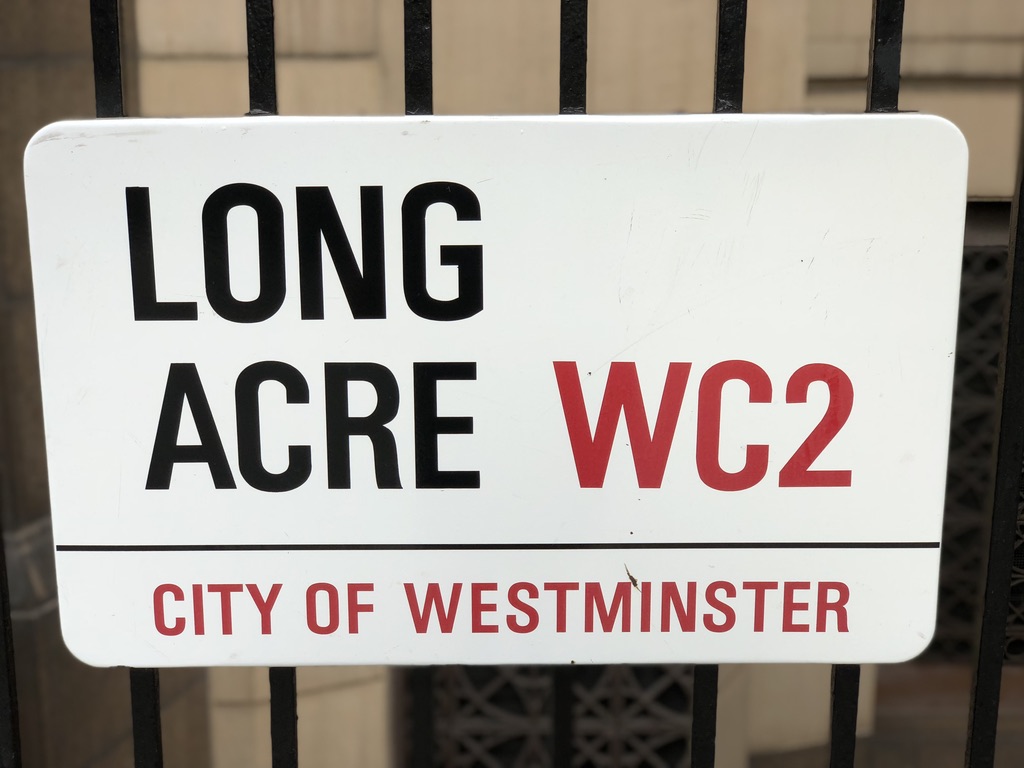 LONG
ACRE WC2
CITY OF WESTMINSTER